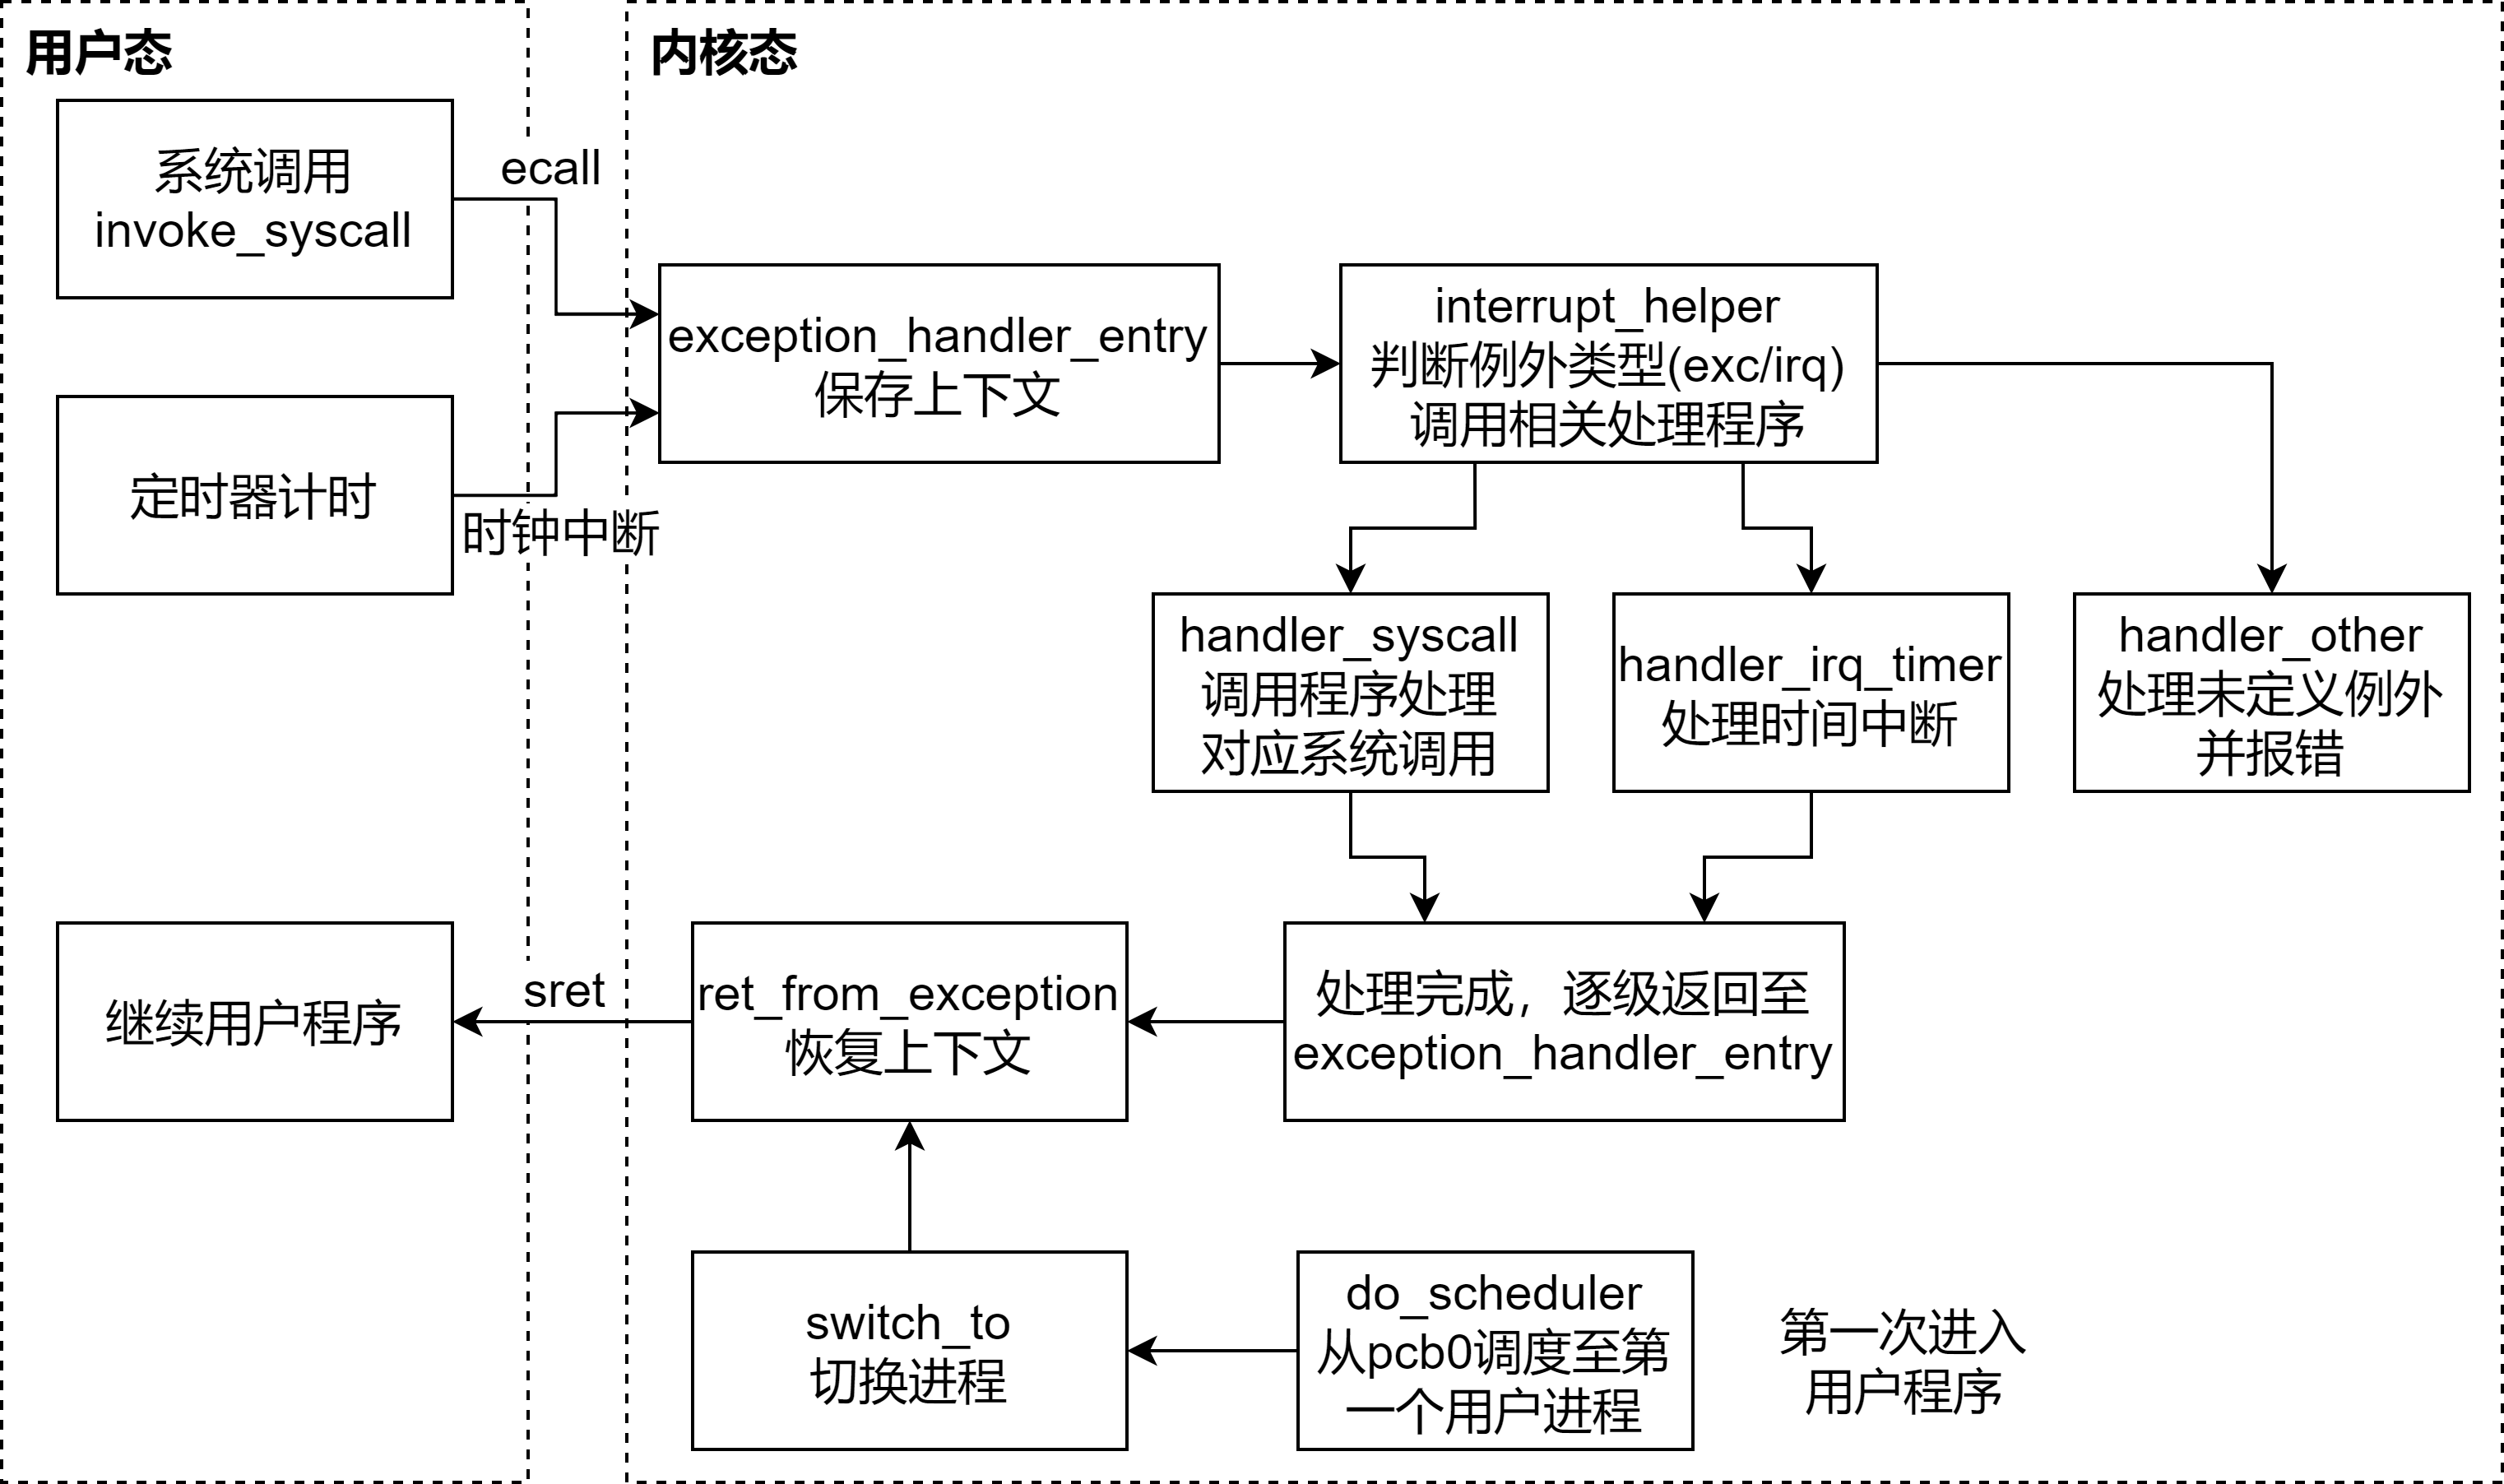 用户态
内核态
系统调用
invoke_syscall
ecall
定时器计时
时钟中断
exception_handler_entry
保存上下文
interrupt_helper
判断例外类型(exc/irq)
调用相关处理程序
handler_syscall
调用程序处理
对应系统调用
handler_irq_timer
处理时间中断
handler_other
处理未定义例外
并报错
继续用户程序
sret
ret_from_exception
恢复上下文
处理完成，逐级返回至
exception_handler_entry
switch_to
切换进程
do_scheduler
从pcb0调度至第
一个用户进程
第一次进入
用户程序